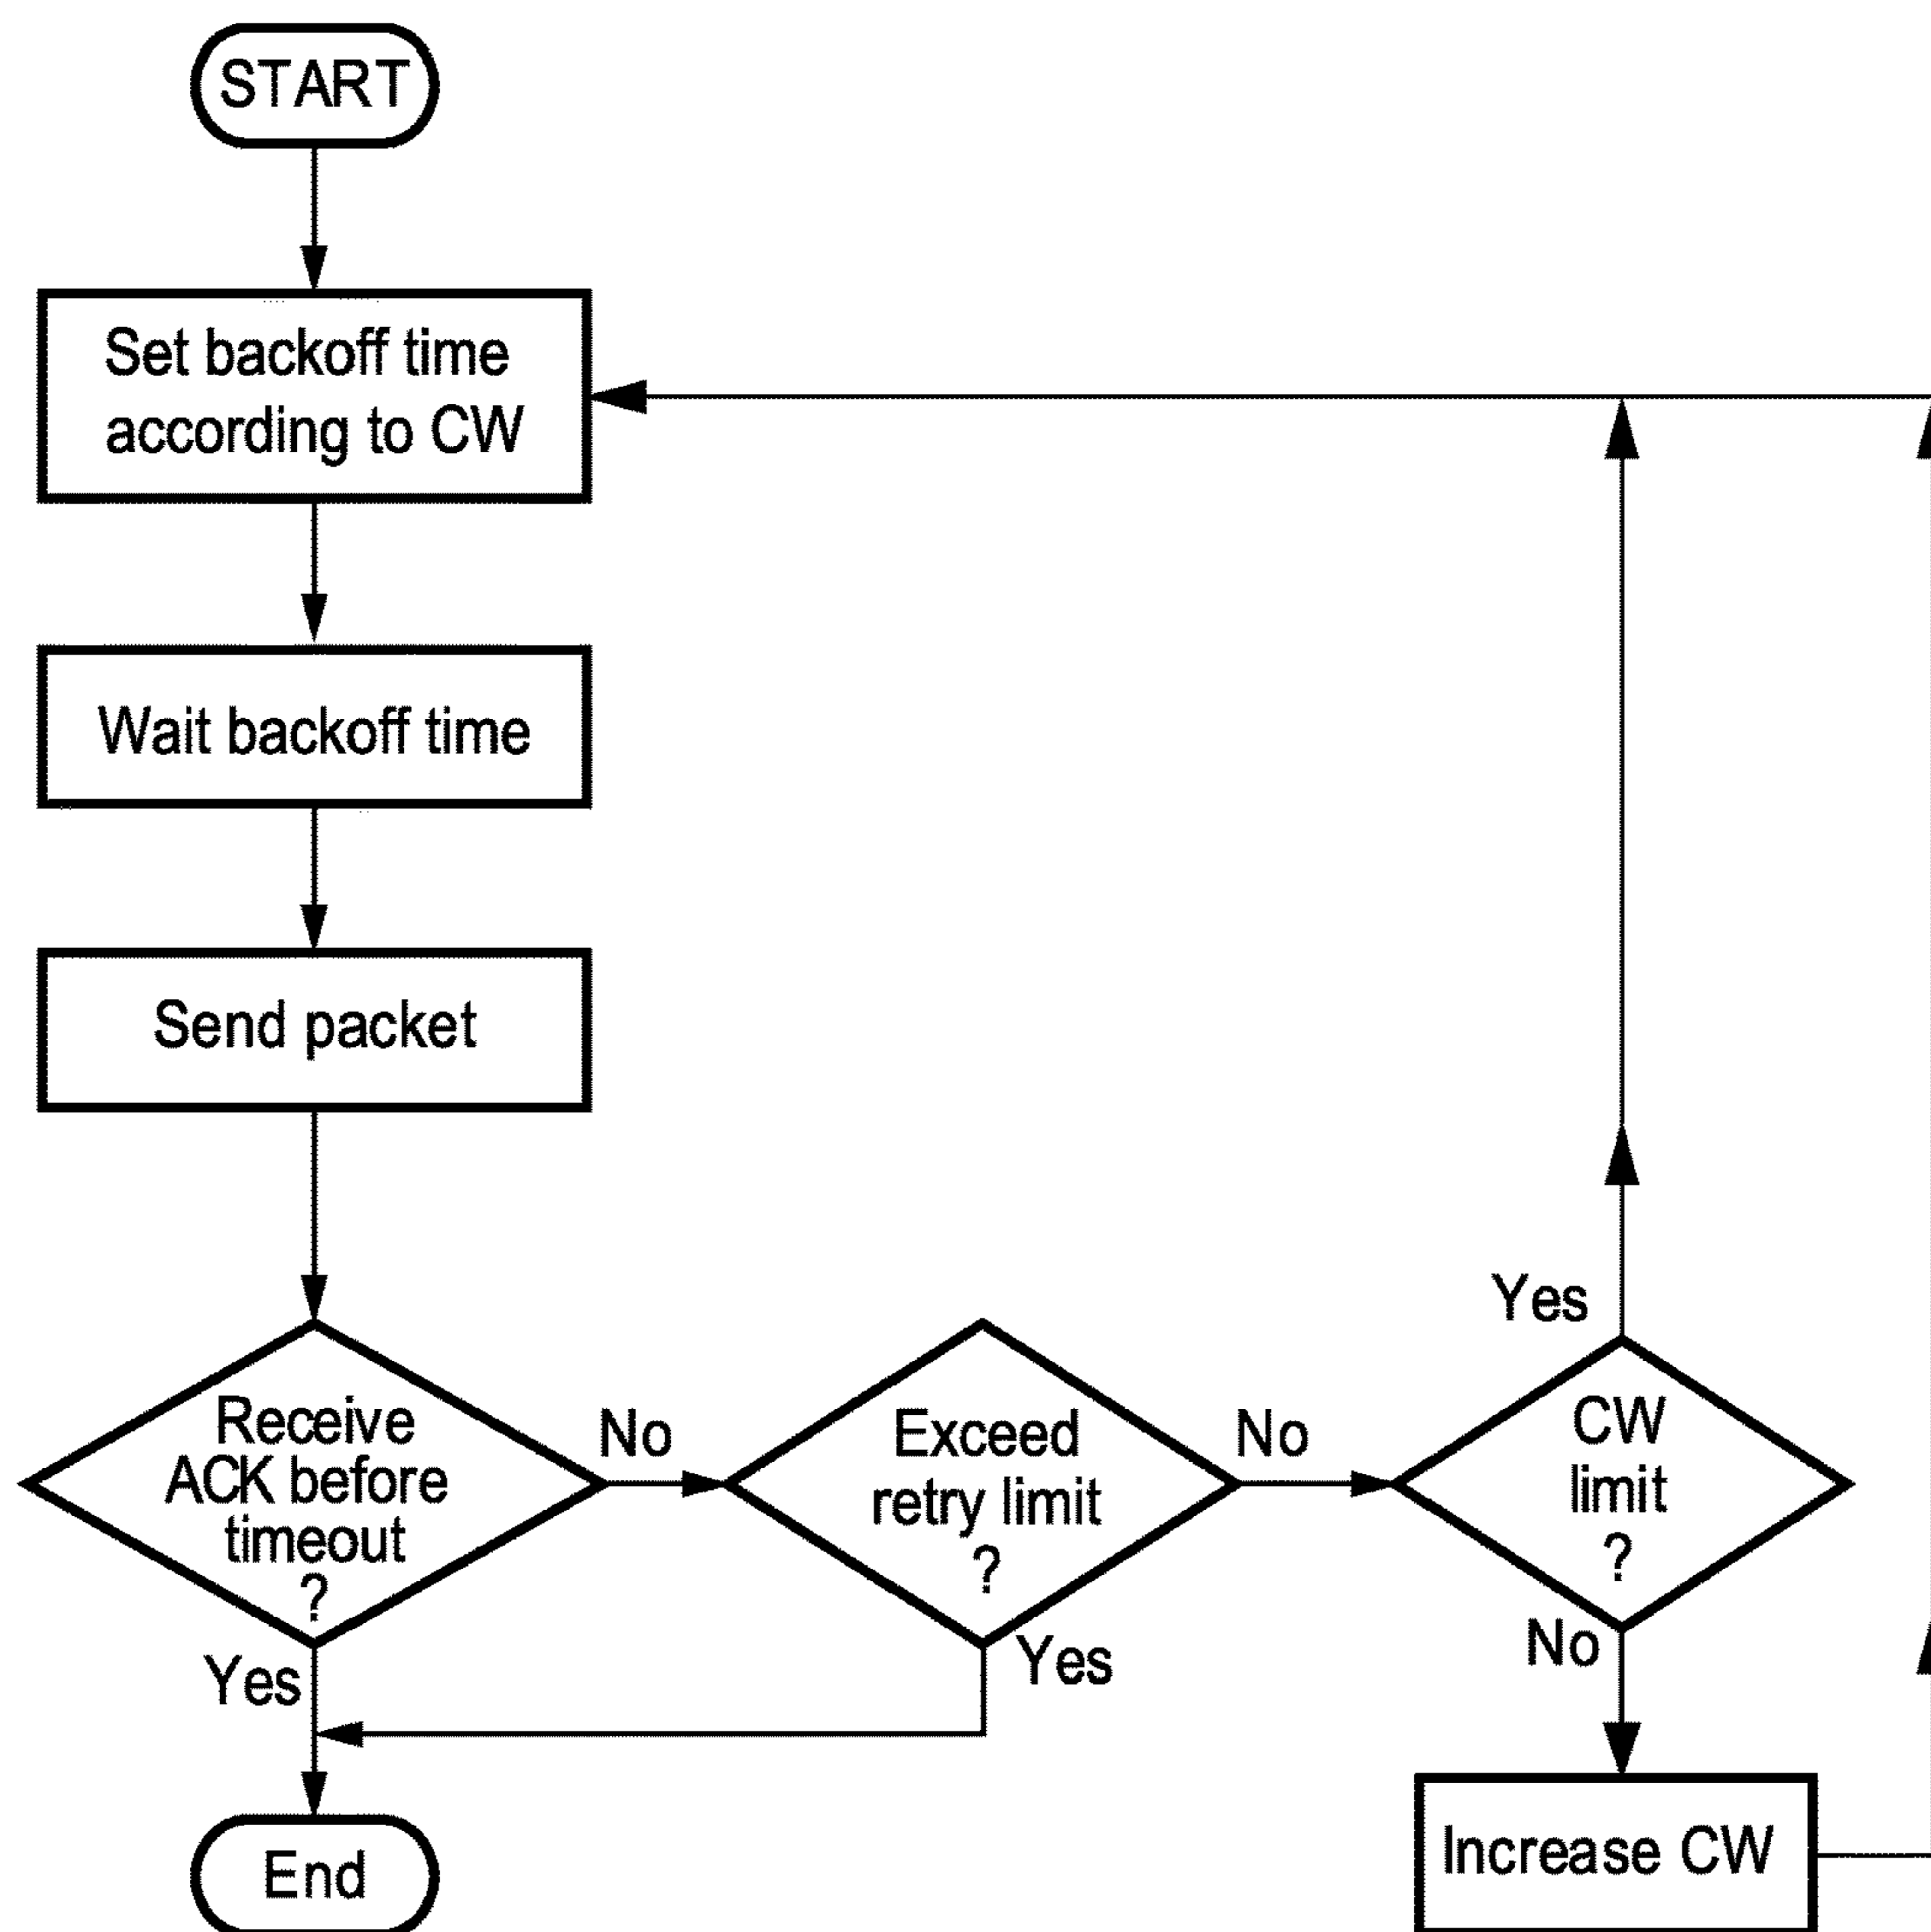 START
Set backoff time
according to CW
Wait backoff time
Send packet
Receive
ACK before
timeout
?
No
Yes
Exceed
retry limit
?
No
Yes
CW
limit
?
Yes
No
Increase CW
End